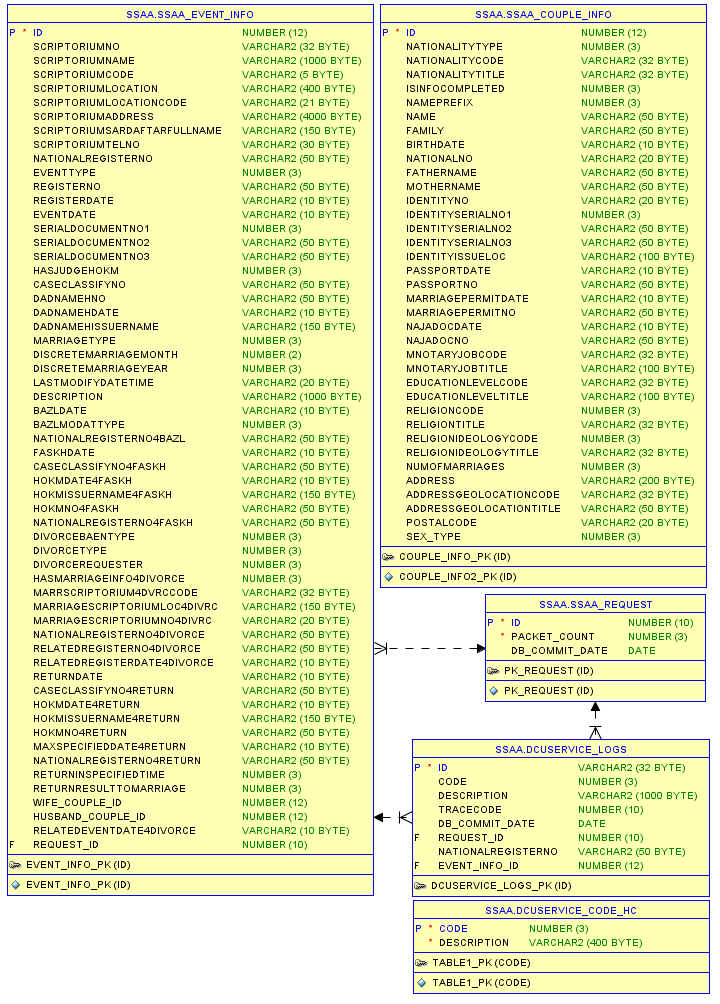 SSAA.SSAA_EVENT_INFO
P * ID NUMBER (12)
SCRIPTORIUMNO VARCHAR2 (32 BYTE)
SCRIPTORIUMNAME VARCHAR2 (1000 BYTE)
SCRIPTORIUMCODE VARCHAR2 (5 BYTE)
SCRIPTORIUMLOCATION VARCHAR2 (400 BYTE)
SCRIPTORIUMLOCATIONCODE VARCHAR2 (21 BYTE)
SCRIPTORIUMADDRESS VARCHAR2 (4000 BYTE)
SCRIPTORIUMSARDAFTARFULLNAME VARCHAR2 (150 BYTE)
SCRIPTORIUMTELNO VARCHAR2 (30 BYTE)
NATIONALREGISTERNO VARCHAR2 (50 BYTE)
EVENTTYPE NUMBER (3)
REGISTERNO VARCHAR2 (50 BYTE)
REGISTERDATE VARCHAR2 (10 BYTE)
EVENTDATE VARCHAR2 (10 BYTE)
SERIALDOCUMENTNO1 NUMBER (3)
SERIALDOCUMENTNO2 VARCHAR2 (50 BYTE)
SERIALDOCUMENTNO3 VARCHAR2 (50 BYTE)
HASJUDGEHOKM NUMBER (3)
CASECLASSIFYNO VARCHAR2 (50 BYTE)
DADNAMEHNO VARCHAR2 (50 BYTE)
DADNAMEHDATE VARCHAR2 (10 BYTE)
DADNAMEHISSUERNAME VARCHAR2 (150 BYTE)
MARRIAGETYPE NUMBER (3)
DISCRETEMARRIAGEMONTH NUMBER (2)
DISCRETEMARRIAGEYEAR NUMBER (3)
LASTMODIFYDATETIME VARCHAR2 (20 BYTE)
DESCRIPTION VARCHAR2 (1000 BYTE)
BAZLDATE VARCHAR2 (10 BYTE)
BAZLMODATTYPE NUMBER (3)
NATIONALREGISTERNO4BAZL VARCHAR2 (50 BYTE)
FASKHDATE VARCHAR2 (10 BYTE)
CASECLASSIFYNO4FASKH VARCHAR2 (50 BYTE)
HOKMDATE4FASKH VARCHAR2 (10 BYTE)
HOKMISSUERNAME4FASKH VARCHAR2 (150 BYTE)
HOKMNO4FASKH VARCHAR2 (50 BYTE)
NATIONALREGISTERNO4FASKH VARCHAR2 (50 BYTE)
DIVORCEBAENTYPE NUMBER (3)
DIVORCETYPE NUMBER (3)
DIVORCEREQUESTER NUMBER (3)
HASMARRIAGEINFO4DIVORCE NUMBER (3)
MARRSCRIPTORIUM4DVRCCODE VARCHAR2 (32 BYTE)
MARRIAGESCRIPTORIUMLOC4DIVRC VARCHAR2 (150 BYTE)
MARRIAGESCRIPTORIUMNO4DIVRC VARCHAR2 (20 BYTE)
NATIONALREGISTERNO4DIVORCE VARCHAR2 (50 BYTE)
RELATEDREGISTERNO4DIVORCE VARCHAR2 (50 BYTE)
RELATEDREGISTERDATE4DIVORCE VARCHAR2 (10 BYTE)
RETURNDATE VARCHAR2 (10 BYTE)
CASECLASSIFYNO4RETURN VARCHAR2 (50 BYTE)
HOKMDATE4RETURN VARCHAR2 (10 BYTE)
HOKMISSUERNAME4RETURN VARCHAR2 (150 BYTE)
HOKMNO4RETURN VARCHAR2 (50 BYTE)
MAXSPECIFIEDDATE4RETURN VARCHAR2 (10 BYTE)
NATIONALREGISTERNO4RETURN VARCHAR2 (50 BYTE)
RETURNINSPECIFIEDTIME NUMBER (3)
RETURNRESULTTOMARRIAGE NUMBER (3)
WIFE_COUPLE_ID NUMBER (12)
HUSBAND_COUPLE_ID NUMBER (12)
RELATEDEVENTDATE4DIVORCE VARCHAR2 (10 BYTE)
F REQUEST_ID NUMBER (10)
EVENT_INFO_PK (ID)
EVENT_INFO_PK (ID)
SSAA.SSAA_COUPLE_INFO
P * ID NUMBER (12)
NATIONALITYTYPE NUMBER (3)
NATIONALITYCODE VARCHAR2 (32 BYTE)
NATIONALITYTITLE VARCHAR2 (32 BYTE)
ISINFOCOMPLETED NUMBER (3)
NAMEPREFIX NUMBER (3)
NAME VARCHAR2 (50 BYTE)
FAMILY VARCHAR2 (50 BYTE)
BIRTHDATE VARCHAR2 (10 BYTE)
NATIONALNO VARCHAR2 (20 BYTE)
FATHERNAME VARCHAR2 (50 BYTE)
MOTHERNAME VARCHAR2 (50 BYTE)
IDENTITYNO VARCHAR2 (20 BYTE)
IDENTITYSERIALNO1 NUMBER (3)
IDENTITYSERIALNO2 VARCHAR2 (50 BYTE)
IDENTITYSERIALNO3 VARCHAR2 (50 BYTE)
IDENTITYISSUELOC VARCHAR2 (100 BYTE)
PASSPORTDATE VARCHAR2 (10 BYTE)
PASSPORTNO VARCHAR2 (50 BYTE)
MARRIAGEPERMITDATE VARCHAR2 (10 BYTE)
MARRIAGEPERMITNO VARCHAR2 (50 BYTE)
NAJADOCDATE VARCHAR2 (10 BYTE)
NAJADOCNO VARCHAR2 (50 BYTE)
MNOTARYJOBCODE VARCHAR2 (32 BYTE)
MNOTARYJOBTITLE VARCHAR2 (100 BYTE)
EDUCATIONLEVELCODE VARCHAR2 (32 BYTE)
EDUCATIONLEVELTITLE VARCHAR2 (100 BYTE)
RELIGIONCODE NUMBER (3)
RELIGIONTITLE VARCHAR2 (32 BYTE)
RELIGIONIDEOLOGYCODE NUMBER (3)
RELIGIONIDEOLOGYTITLE VARCHAR2 (32 BYTE)
NUMOFMARRIAGES NUMBER (3)
ADDRESS VARCHAR2 (200 BYTE)
ADDRESSGEOLOCATIONCODE VARCHAR2 (32 BYTE)
ADDRESSGEOLOCATIONTITLE VARCHAR2 (50 BYTE)
POSTALCODE VARCHAR2 (20 BYTE)
SEX_TYPE NUMBER (3)
COUPLE_INFO_PK (ID)
COUPLE_INFO2_PK (ID)
SSAA.SSAA_REQUEST
P * ID NUMBER (10)
* PACKET_COUNT NUMBER (3)
DB_COMMIT_DATE DATE
PK_REQUEST (ID)
PK_REQUEST (ID)
SSAA.DCUSERVICE_LOGS
P * ID VARCHAR2 (32 BYTE)
CODE NUMBER (3)
DESCRIPTION VARCHAR2 (1000 BYTE)
TRACECODE NUMBER (10)
DB_COMMIT_DATE DATE
F REQUEST_ID NUMBER (10)
NATIONALREGISTERNO VARCHAR2 (50 BYTE)
F EVENT_INFO_ID NUMBER (12)
DCUSERVICE_LOGS_PK (ID)
SSAA.DCUSERVICE_CODE_HC
P * CODE NUMBER (3)
* DESCRIPTION VARCHAR2 (400 BYTE)
TABLE1_PK (CODE)
TABLE1_PK (CODE)